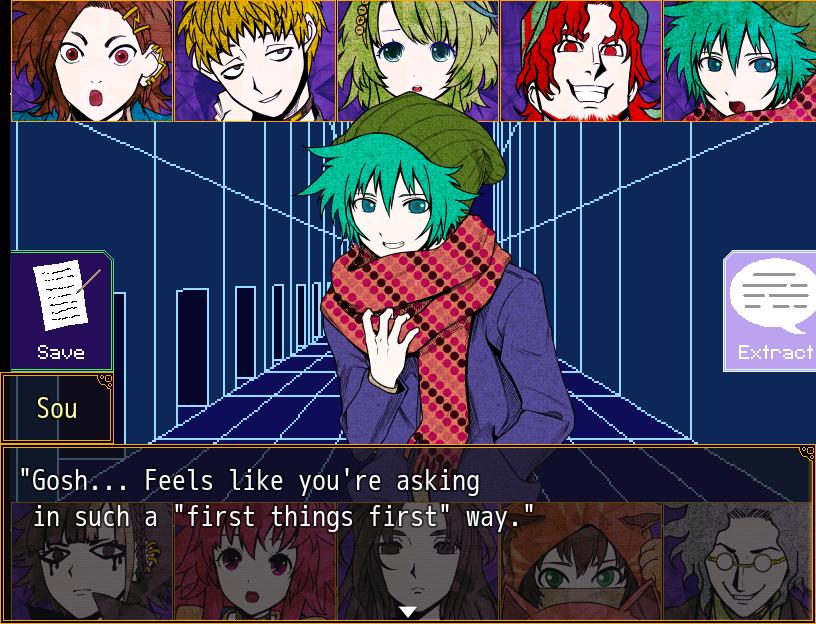 Save
Extract
Sou
"Gosh... Feels like you're asking
in such a "first things first" way."